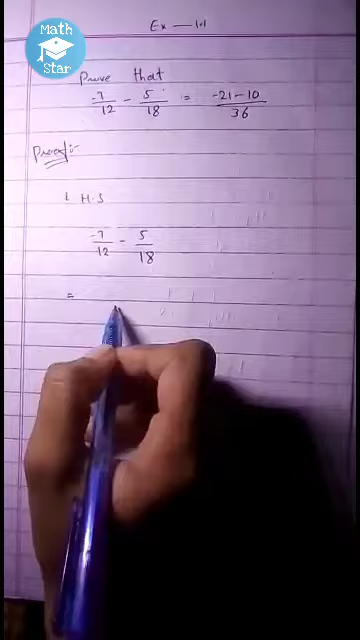 Math
Star
Ex — 1.1
Prove that
-7/12 - 5/18 = -21-10/36
Proof:-
L H.S
-7/12 - 5/18
=